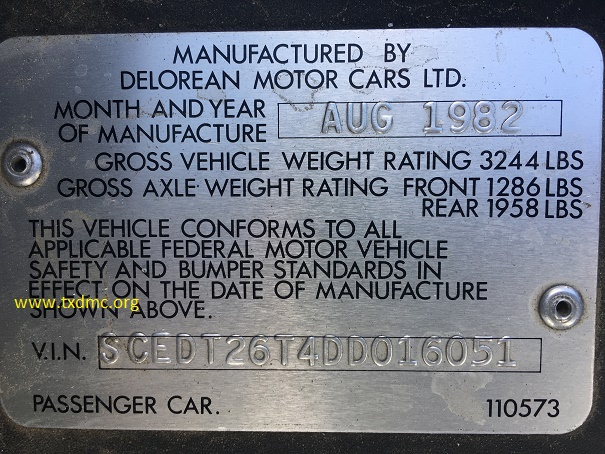 MANUFACTURED BY
DELOREAN MOTOR CARS LTD.
MONTH AND YEAR
OF MANUFACTURE AUG 1982
GROSS VEHICLE WEIGHT RATING 3244 LBS
GROSS AXLE WEIGHT RATING FRONT 1286 LBS
REAR 1958 LBS
THIS VEHICLE CONFORMS TO ALL
APPLICABLE FEDERAL MOTOR VEHICLE
SAFETY AND BUMPER STANDARDS IN
EFFECT ON THE DATE OF MANUFACTURE
www.txdmc.org
SHOWN ABOVE.
V.I.N. SCEDT26T4DD016051
PASSENGER CAR. 110573